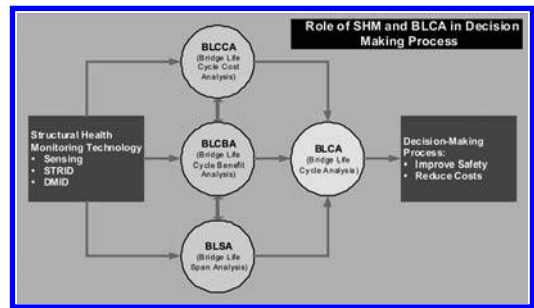 Role of SHM and BLCA in Decision
Making Process
BLCCA
(Bridge Life
Cycle Cost
Analysis)
Structural Health
Monitoring Technology
• Sensing
• STRID
• DMID
BLCBA
(Bridge Life
Cycle Benefit
Analysis)
BLCA
(Bridge Life
Cycle Analysis)
Decision-Making
Process:
• Improve Safety
• Reduce Costs
BLSA
(Bridge Life
Span Analysis)